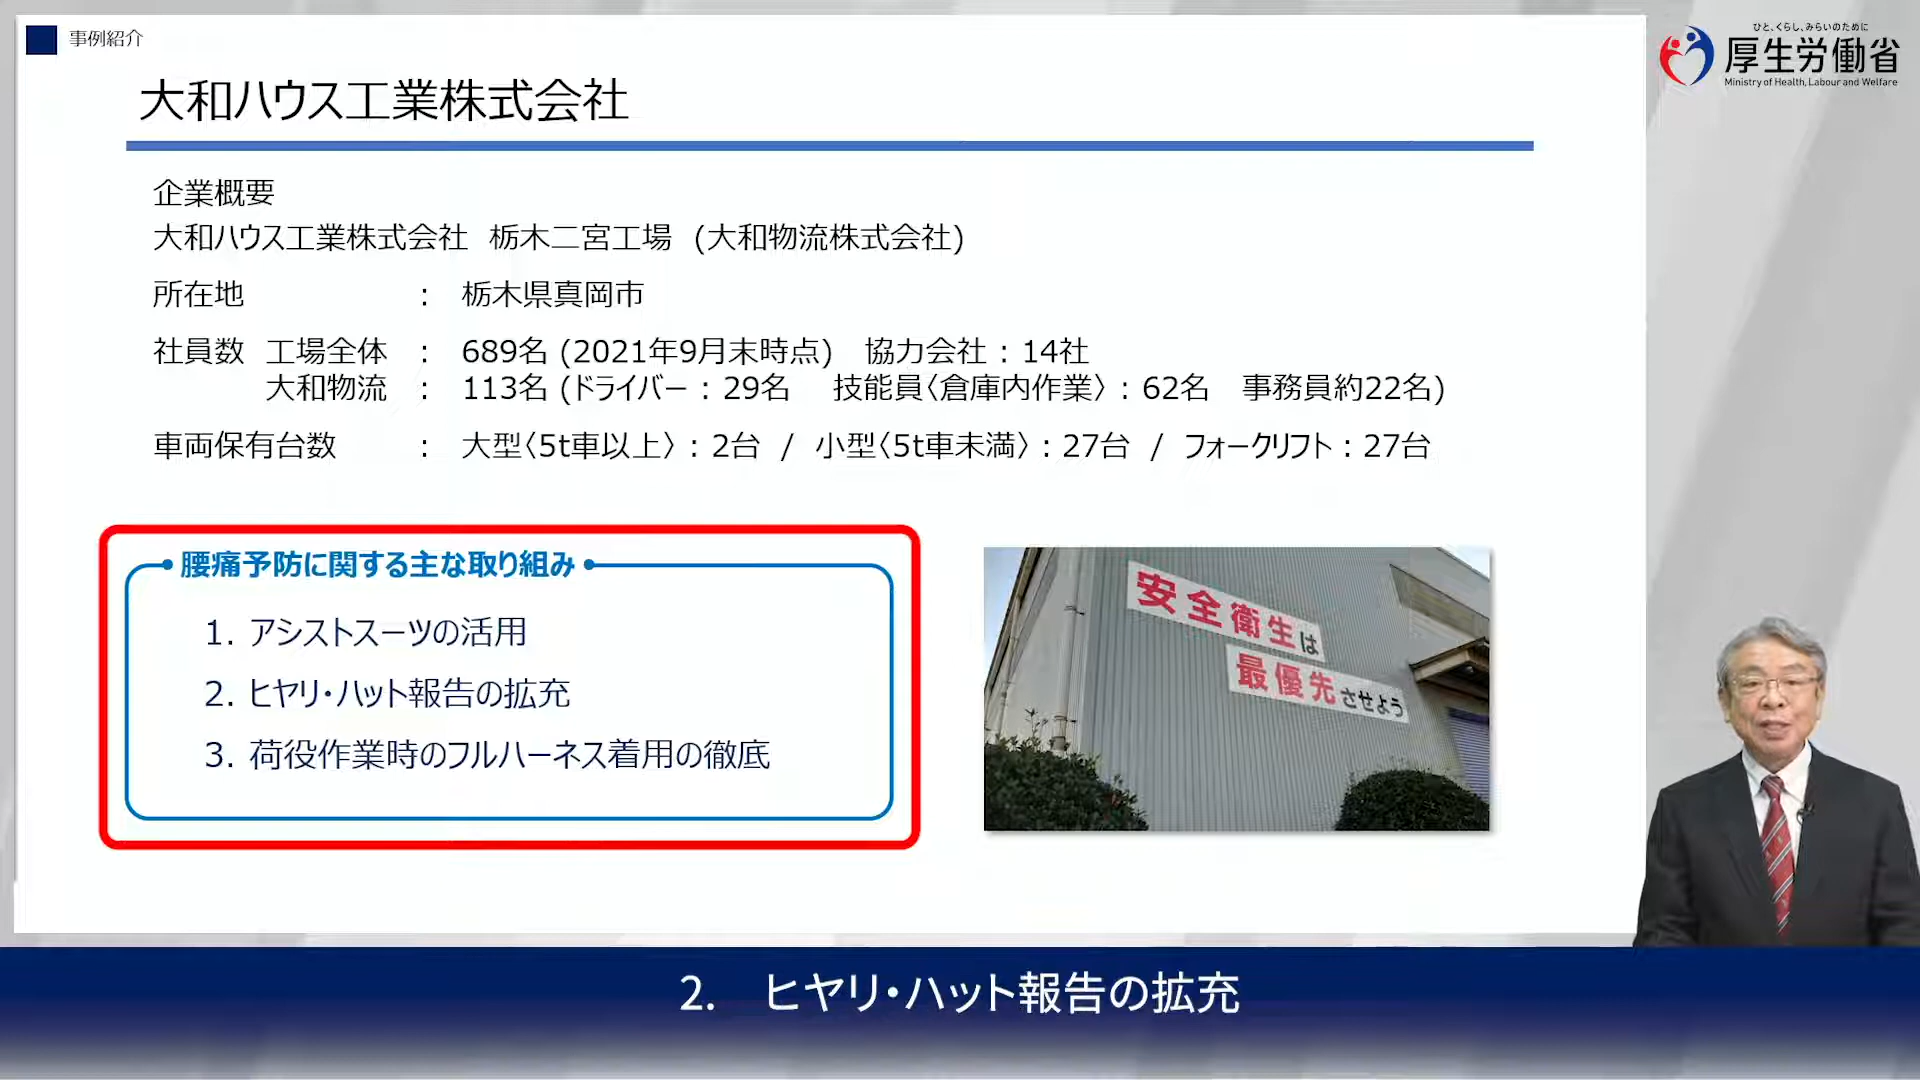 事例紹介
ひと、くらし、みらいのために
厚生労働省
Ministry of Health, Labour and Welfare
大和ハウス工業株式会社
企業概要
大和ハウス工業株式会社 栃木二宮工場 (大和物流株式会社)
所在地 : 栃木県真岡市
社員数 工場全体 : 689名 (2021年9月末時点) 協力会社：14社
大和物流 : 113名 (ドライバー：29名 技能員〈倉庫内作業〉：62名 事務員約22名)
車両保有台数 : 大型〈5t車以上〉：2台 / 小型〈5t車未満〉：27台 / フォークリフト：27台
腰痛予防に関する主な取り組み
1. アシストスーツの活用
2. ヒヤリ・ハット報告の拡充
3. 荷役作業時のフルハーネス着用の徹底
安全衛生は
最優先させよう
2. ヒヤリ・ハット報告の拡充